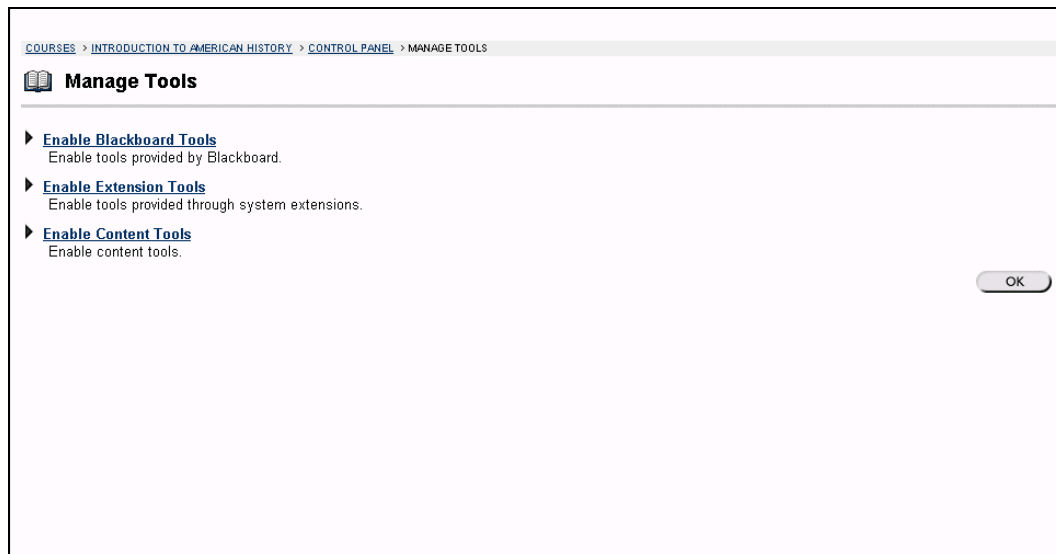 COURSES > INTRODUCTION TO AMERICAN HISTORY > CONTROL PANEL > MANAGE TOOLS
Manage Tools
Enable Blackboard Tools
Enable tools provided by Blackboard.
Enable Extension Tools
Enable tools provided through system extensions.
Enable Content Tools
Enable content tools.
OK